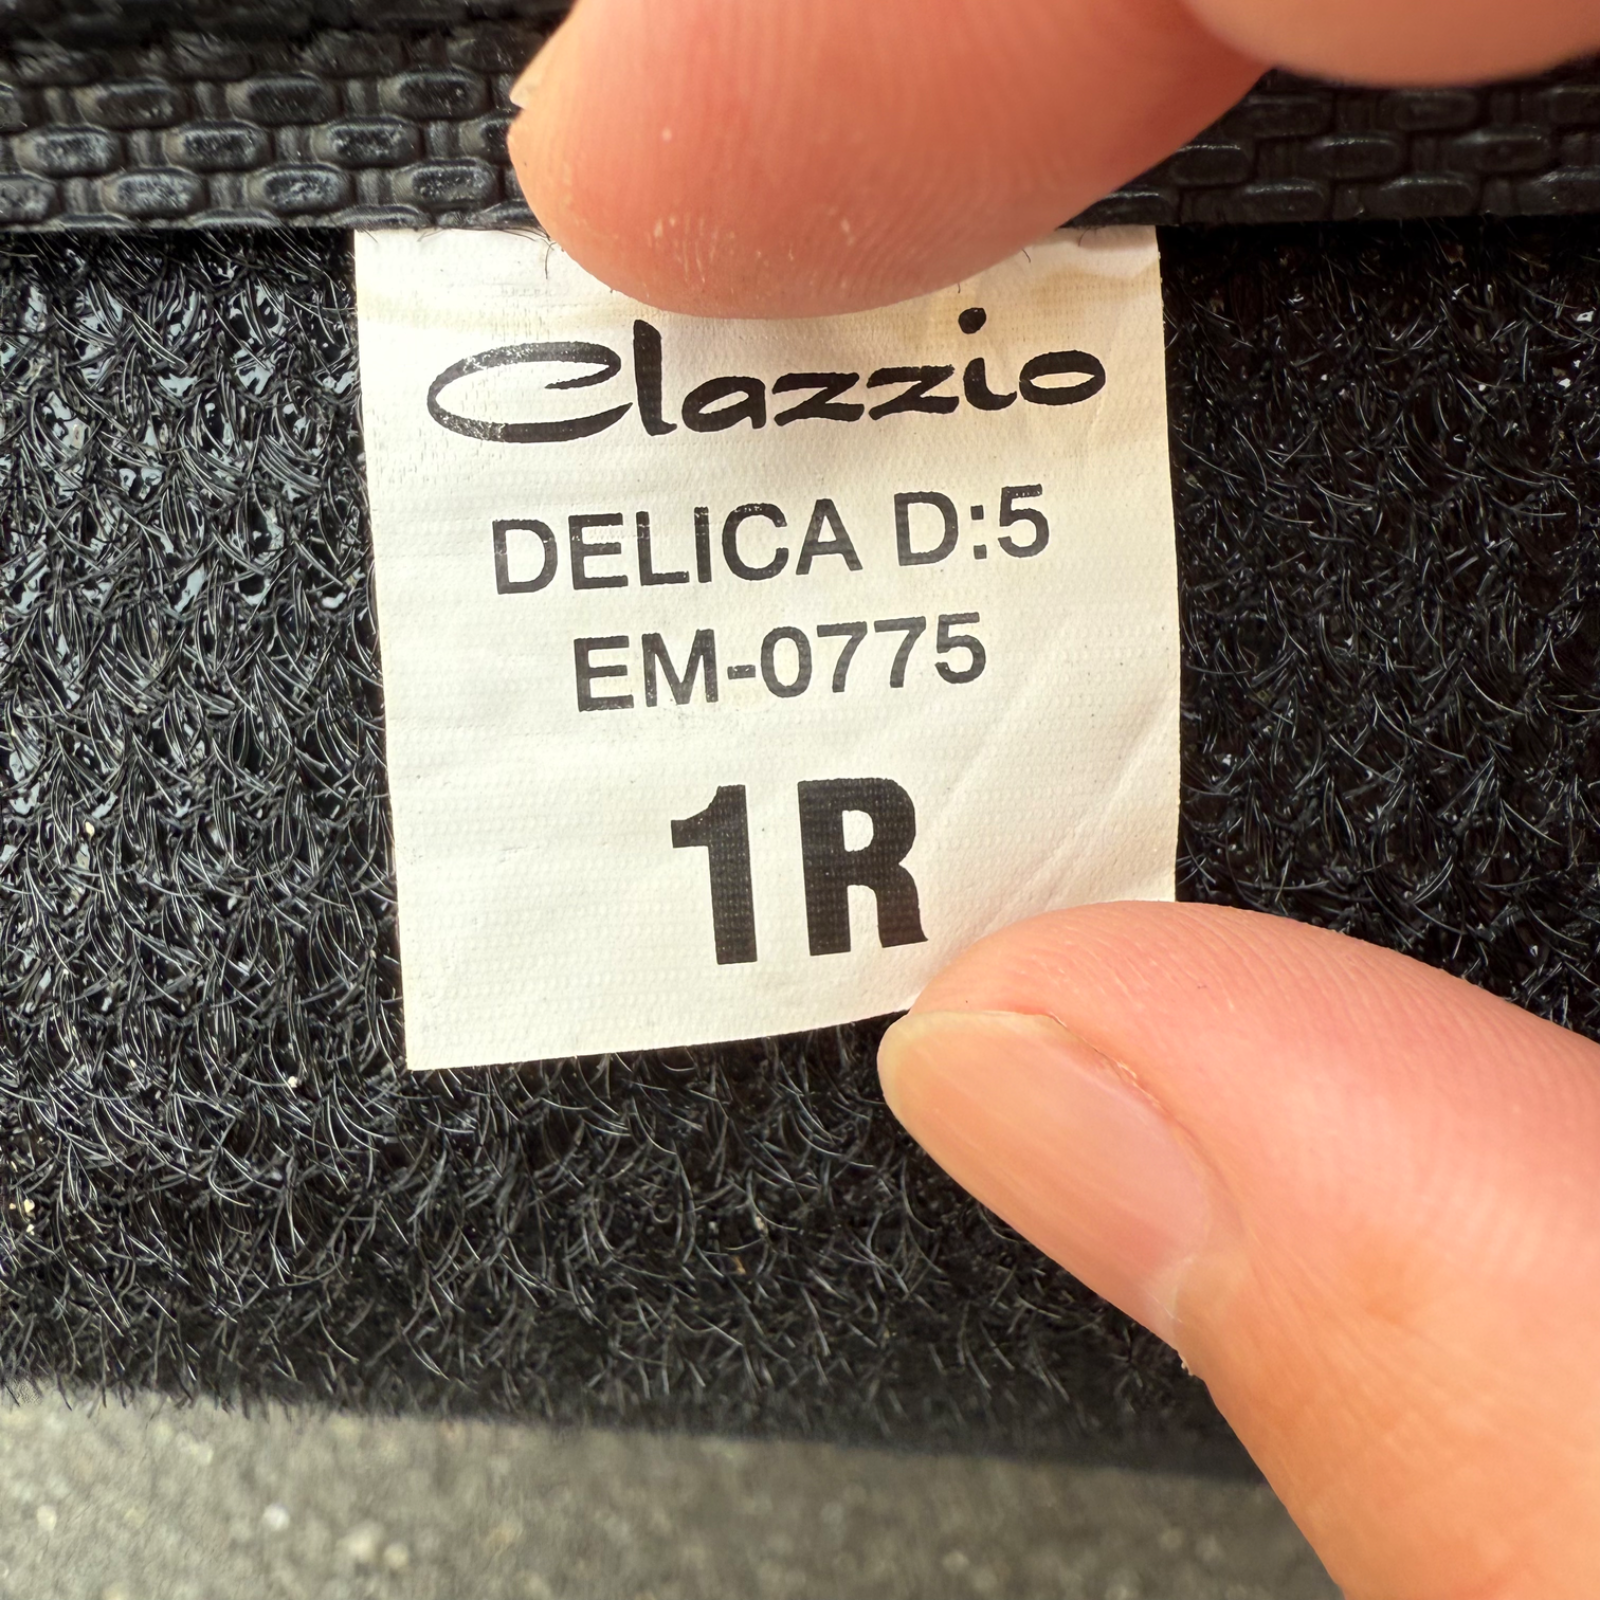 Clazzio
DELICA D:5
EM-0775
1R